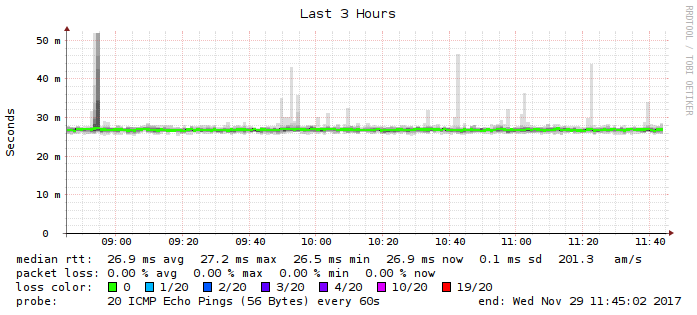 Last 3 Hours
RRDTOOL / TOBI OETIKER
Seconds
50 m
40 m
30 m
20 m
10 m
0
09:00 09:20 09:40 10:00 10:20 10:40 11:00 11:20 11:40
median rtt: 26.9 ms avg 27.2 ms max 26.5 ms min 26.9 ms now 0.1 ms sd 201.3 am/s
packet loss: 0.00 % avg 0.00 % max 0.00 % min 0.00 % now
loss color: 0 1/20 2/20 3/20 4/20 10/20 19/20
probe: 20 ICMP Echo Pings (56 Bytes) every 60s end: Wed Nov 29 11:45:02 2017